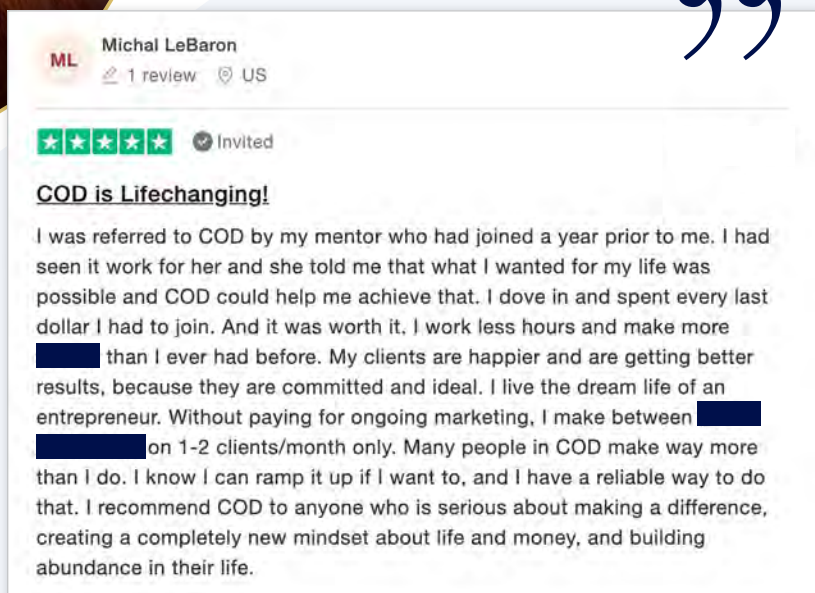 ”
Michal LeBaron
ML
1 review US
Invited
COD is Lifechanging!
I was referred to COD by my mentor who had joined a year prior to me. I had
seen it work for her and she told me that what I wanted for my life was
possible and COD could help me achieve that. I dove in and spent every last
dollar I had to join. And it was worth it. I work less hours and make more
than I ever had before. My clients are happier and are getting better
results, because they are committed and ideal. I live the dream life of an
entrepreneur. Without paying for ongoing marketing, I make between
on 1-2 clients/month only. Many people in COD make way more
than I do. I know I can ramp it up if I want to, and I have a reliable way to do
that. I recommend COD to anyone who is serious about making a difference,
creating a completely new mindset about life and money, and building
abundance in their life.